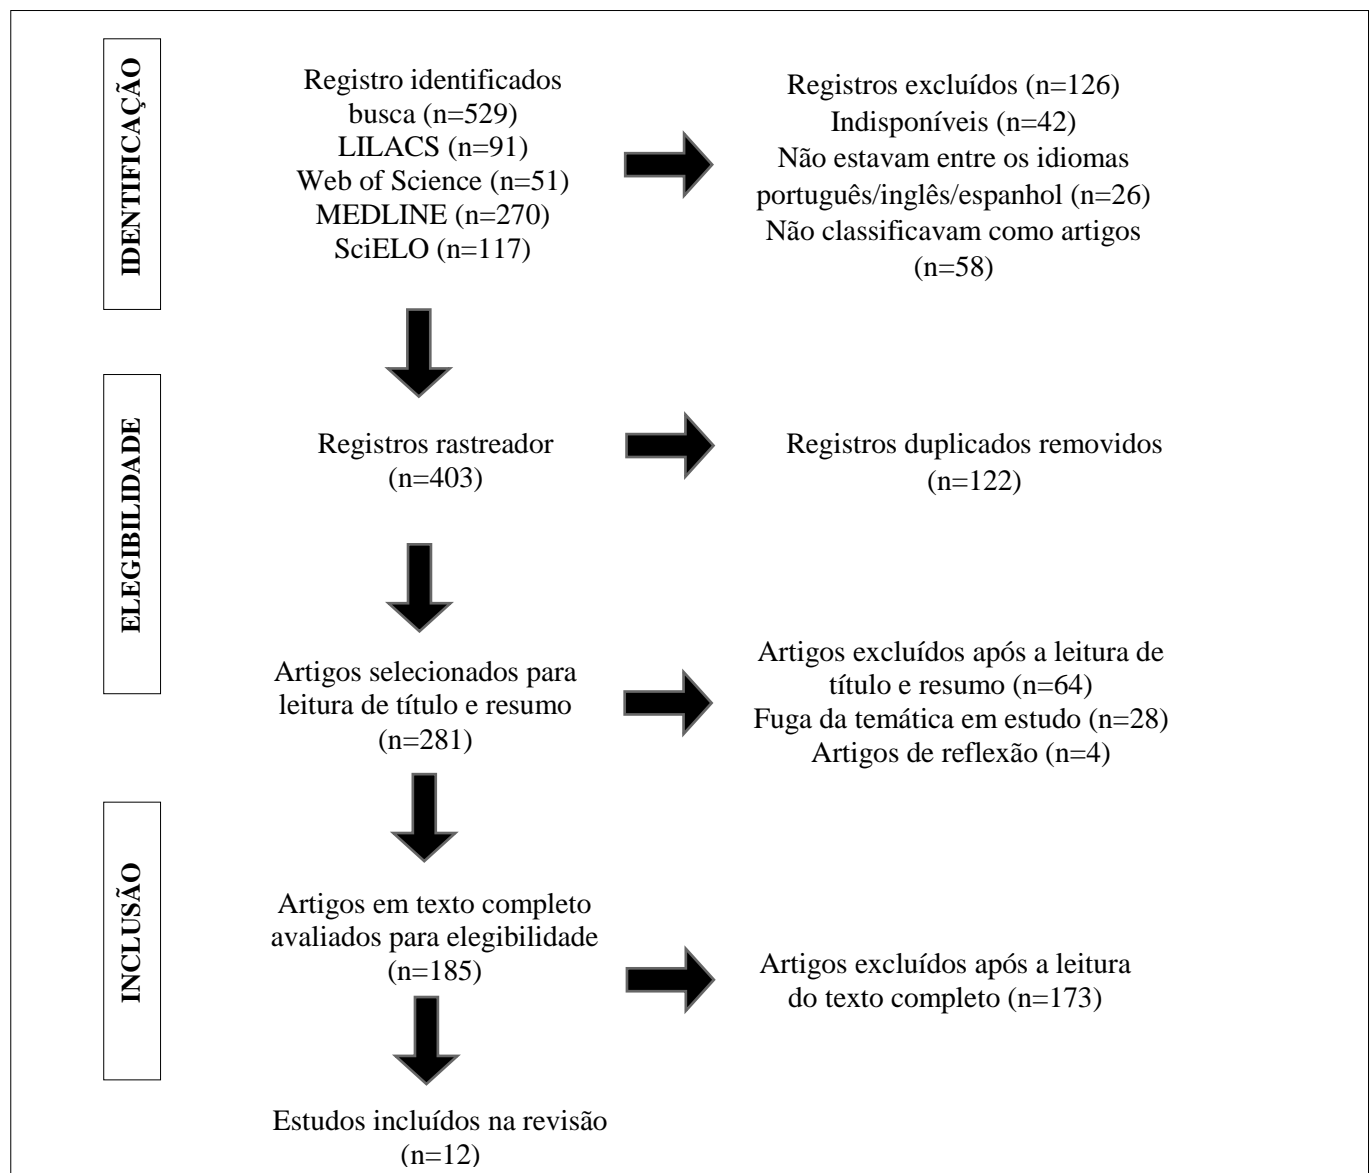 IDENTIFICAÇÃO
Registro identificados
busca (n=529)
LILACS (n=91)
Web of Science (n=51)
MEDLINE (n=270)
SciELO (n=117)
Registros excluídos (n=126)
Indisponíveis (n=42)
Não estavam entre os idiomas
português/inglês/espanhol (n=26)
Não classificavam como artigos
(n=58)
ELEGIBILIDADE
Registros rastreador
(n=403)
Registros duplicados removidos
(n=122)
Artigos selecionados para
leitura de título e resumo
(n=281)
Artigos excluídos após a leitura de
título e resumo (n=64)
Fuga da temática em estudo (n=28)
Artigos de reflexão (n=4)
INCLUSÃO
Artigos em texto completo
avaliados para elegibilidade
(n=185)
Artigos excluídos após a leitura
do texto completo (n=173)
Estudos incluídos na revisão
(n=12)